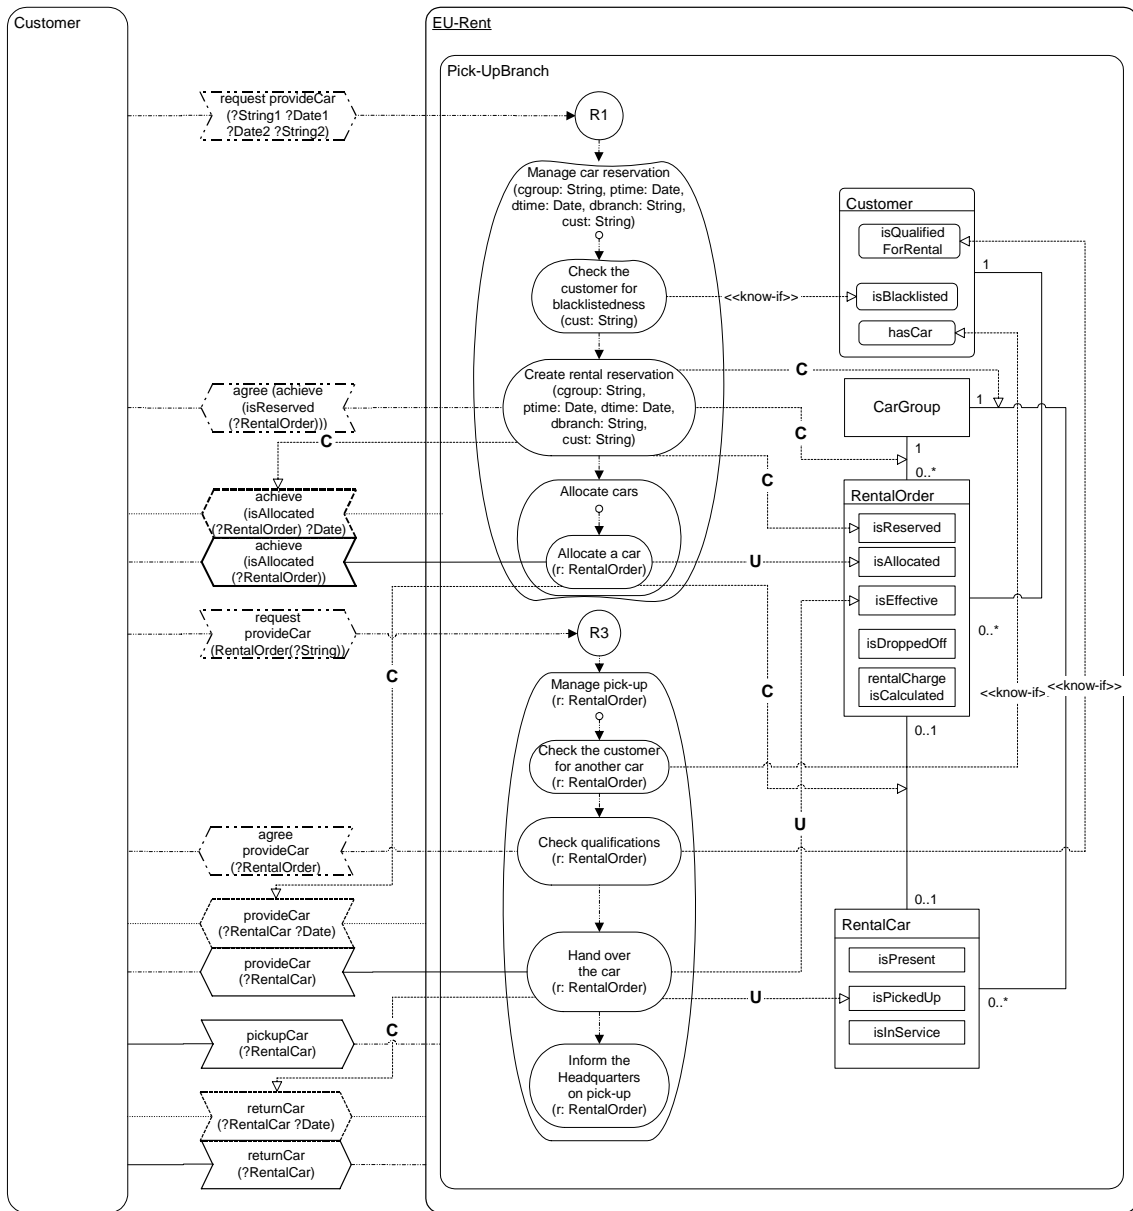 Customer
EU-Rent
Pick-UpBranch
request provideCar
(?String1 ?Date1
?Date2 ?String2)
R1
Manage car reservation
(cgroup: String, ptime: Date,
dtime: Date, dbranch: String,
cust: String)
Customer
isQualified
ForRental
1
1
Check the
customer for
blacklistedness
(cust: String)
<<know-if>>
isBlacklisted
hasCar
agree (achieve
(isReserved
(?RentalOrder)))
Create rental reservation
(cgroup: String,
ptime: Date, dtime: Date,
dbranch: String,
cust: String)
C
C
C
C
CarGroup
1
1
0..*
achieve
(isAllocated
(?RentalOrder) ?Date)
achieve
(isAllocated
(?RentalOrder))
Allocate cars
Allocate a car
(r: RentalOrder)
U
RentalOrder
isReserved
isAllocated
isEffective
isDroppedOff
rentalCharge
isCalculated
0..*
0..1
<<know-if>
<<know-if>>
request
provideCar
(RentalOrder(?String))
R3
C
C
Manage pick-up
(r: RentalOrder)
Check the customer
for another car
(r: RentalOrder)
U
agree
provideCar
(?RentalOrder)
Check qualifications
(r: RentalOrder)
provideCar
(?RentalCar ?Date)
provideCar
(?RentalCar)
Hand over
the car
(r: RentalOrder)
U
0..1
RentalCar
isPresent
isPickedUp
isInService
0..*
C
pickupCar
(?RentalCar)
Inform the
Headquarters
on pick-up
(r: RentalOrder)
returnCar
(?RentalCar ?Date)
returnCar
(?RentalCar)